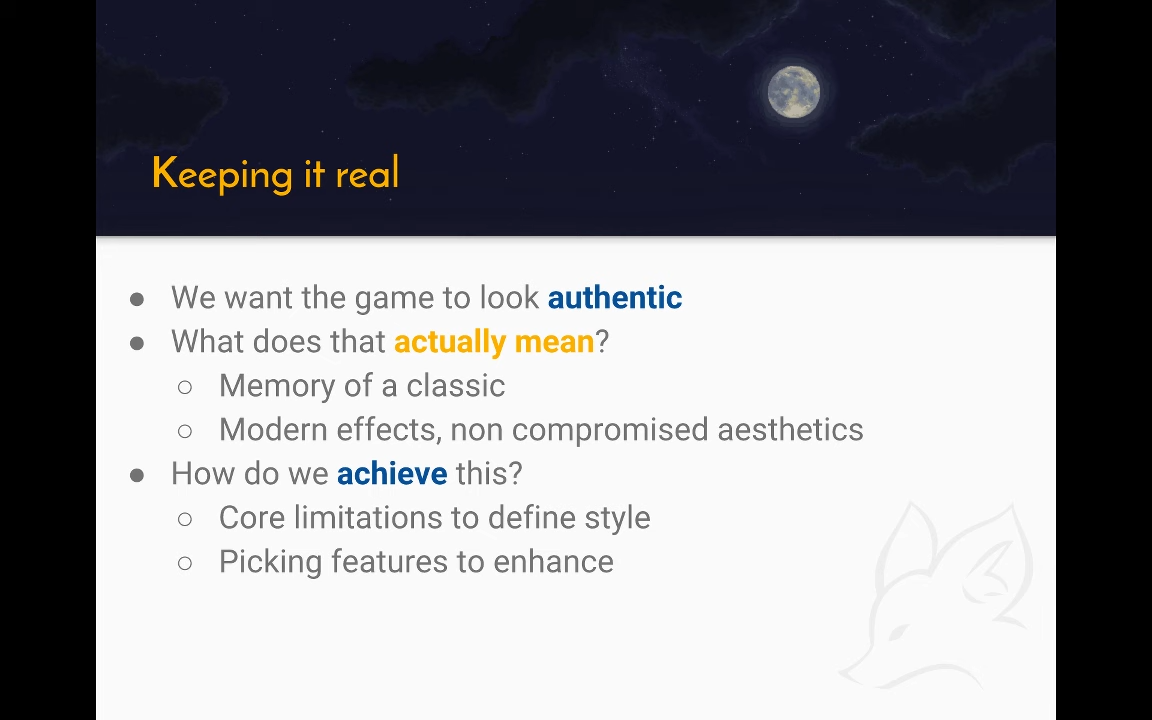 Keeping it real
● We want the game to look authentic
● What does that actually mean?
○ Memory of a classic
○ Modern effects, non compromised aesthetics
● How do we achieve this?
○ Core limitations to define style
○ Picking features to enhance